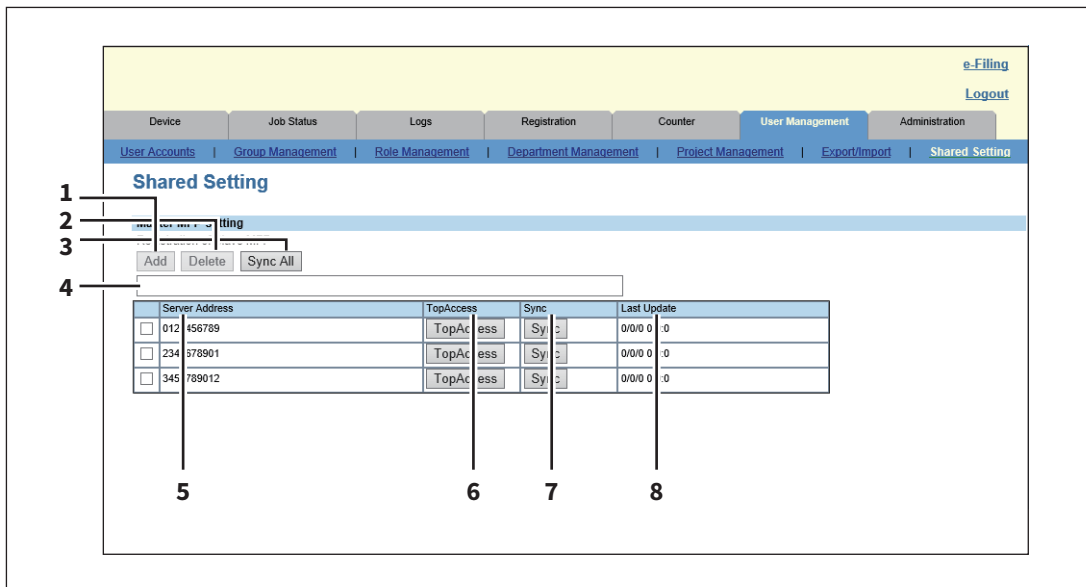 e-Filing
Logout
Device Job Status Logs Registration Counter User Management Administration
User Accounts | Group Management | Role Management | Department Management | Project Management | Export/Import | Shared Setting
Shared Setting
1
2
3
4
Setting
Add Delete Sync All
Server Address TopAccess Sync Last Update
TopAccess Sync
TopAccess Sync
TopAccess Sync
5 6 7 8